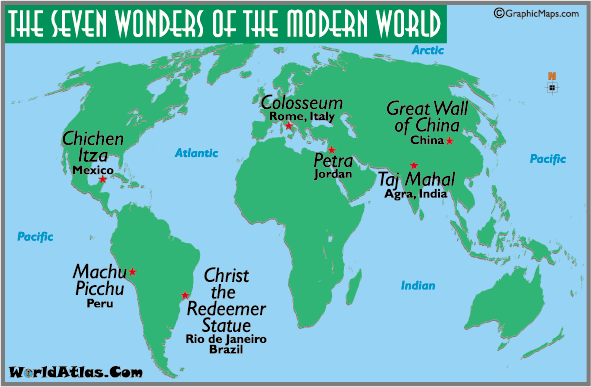 THE SEVEN WONDERS OF THE MODERN WORLD
©GraphicMaps.com
Arctic
N
Colosseum
Rome, Italy
Great Wall
of China
China
Chichen
Itza
Mexico
Atlantic
Petra
Jordan
Taj Mahal
Agra, India
Pacific
Pacific
Machu
Picchu
Peru
Christ
the
Redeemer
Statue
Rio de Janeiro
Brazil
Indian
WorldAtlas.Com